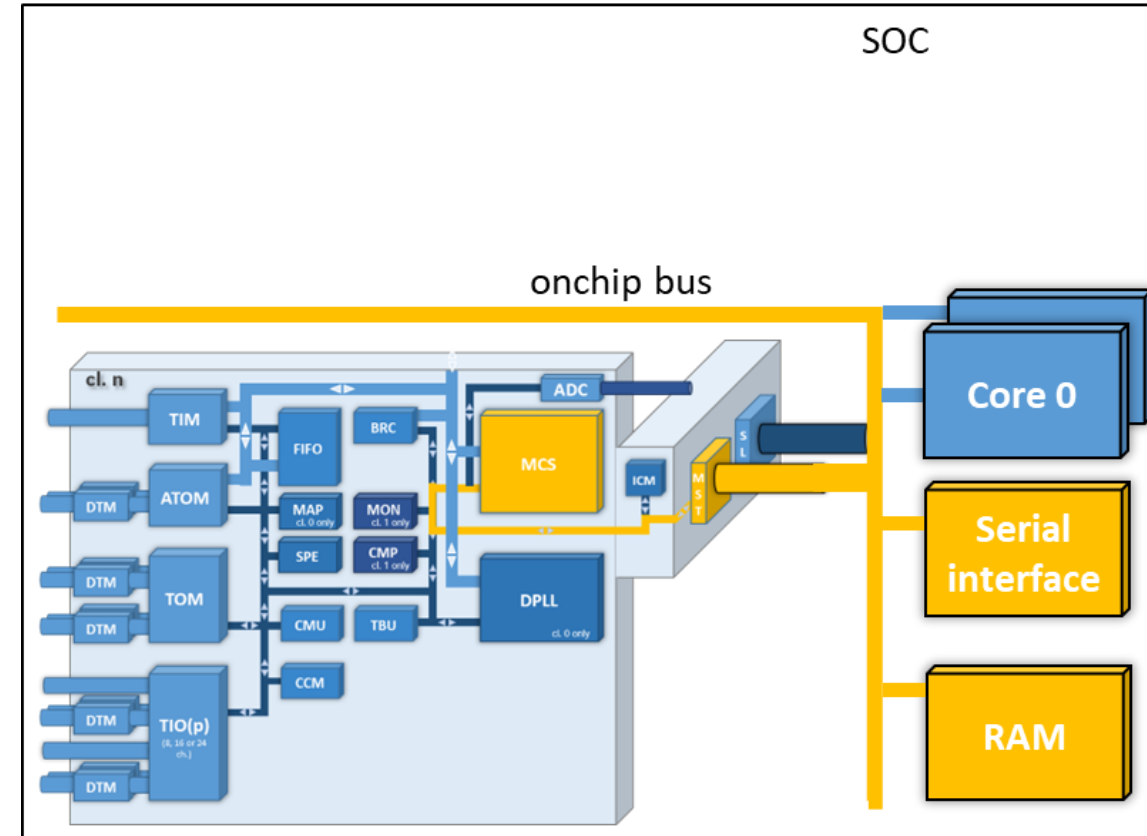 SOC
onchip bus
cl. n
ADC
TIM
FIFO
BRC
MCS
Core 0
SL
ICM
MST
DTM
ATOM
MAP
cl. 0 only
MON
cl. 1 only
Serial
interface
SPE
CMP
cl. 1 only
DTM
TOM
DPLL
cl. 0 only
DTM
CMU
TBU
CCM
DTM
TIO(p)
(8, 16 or 24
ch.)
RAM
DTM